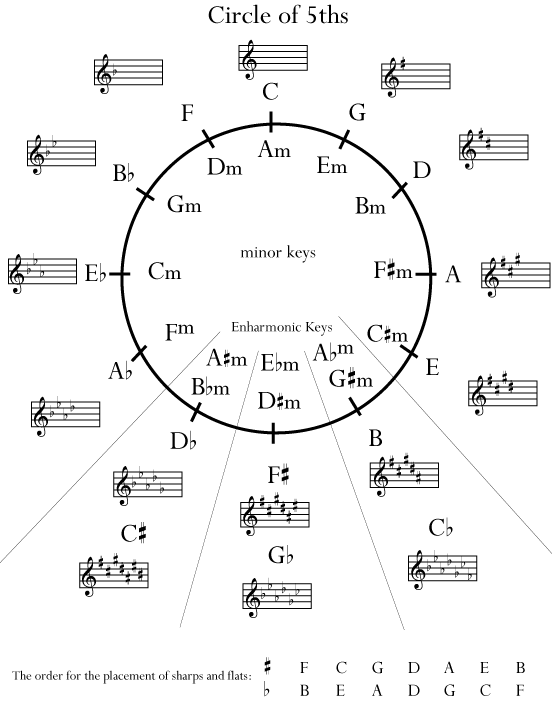 Circle of 5ths
C
F G
Am
Dm Em
B♭ D
Gm Bm
minor keys
E♭ Cm F♯m A
Enharmonic Keys
Fm C♯m
A♯m E♭m A♭m
A♭ E
B♭m D♯m G♯m
D♭ B
F♯
C♯ C♭
G♭
The order for the placement of sharps and flats:
♯ F C G D A E B
♭ B E A D G C F